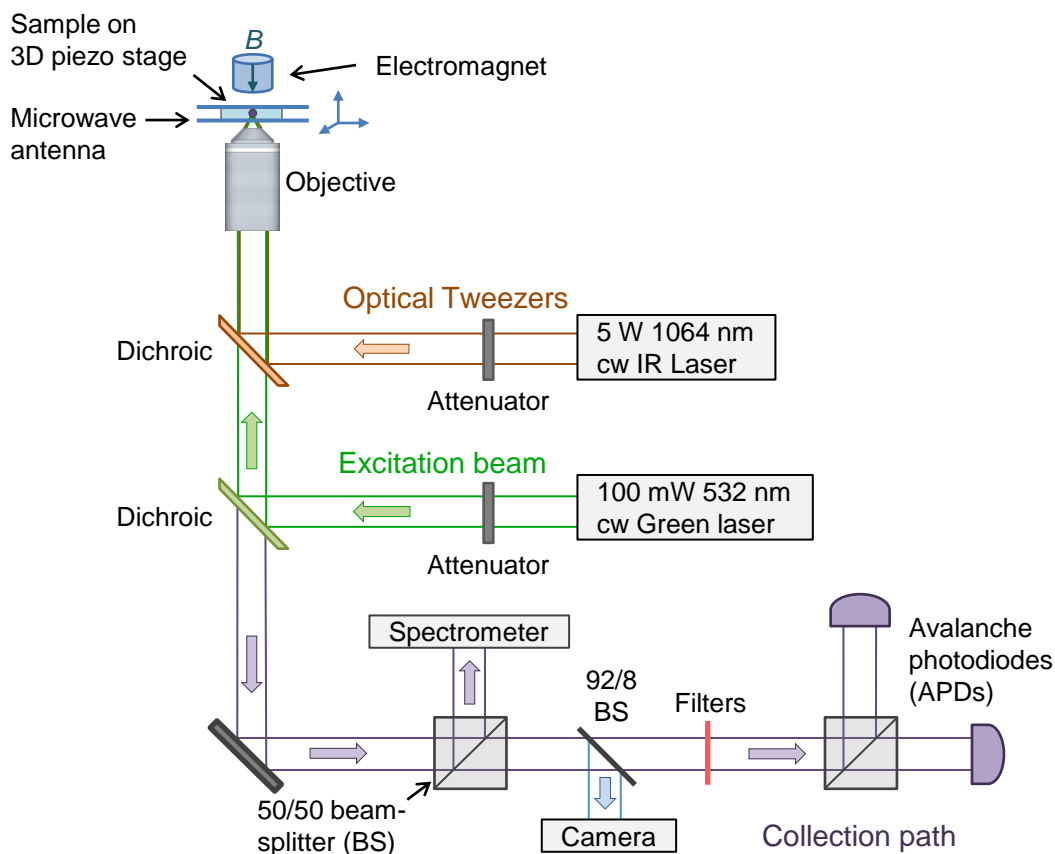 Sample on
3D piezo stage
B
Electromagnet
Microwave
antenna
Objective
Optical Tweezers
5 W 1064 nm
cw IR Laser
Dichroic
Attenuator
Excitation beam
100 mW 532 nm
cw Green laser
Dichroic
Attenuator
Spectrometer
92/8
BS
Filters
Avalanche
photodiodes
(APDs)
50/50 beam-
splitter (BS)
Camera
Collection path